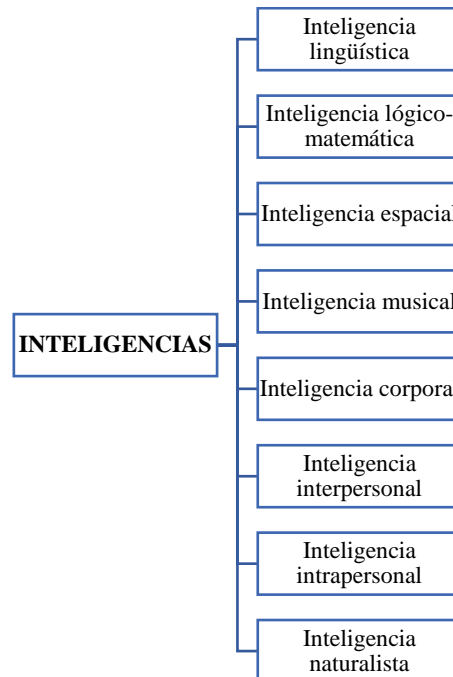 Inteligencia
lingüística
Inteligencia lógico-
matemática
Inteligencia espacial
Inteligencia musical
INTELIGENCIAS
Inteligencia corpora
Inteligencia
interpersonal
Inteligencia
intrapersonal
Inteligencia
naturalista